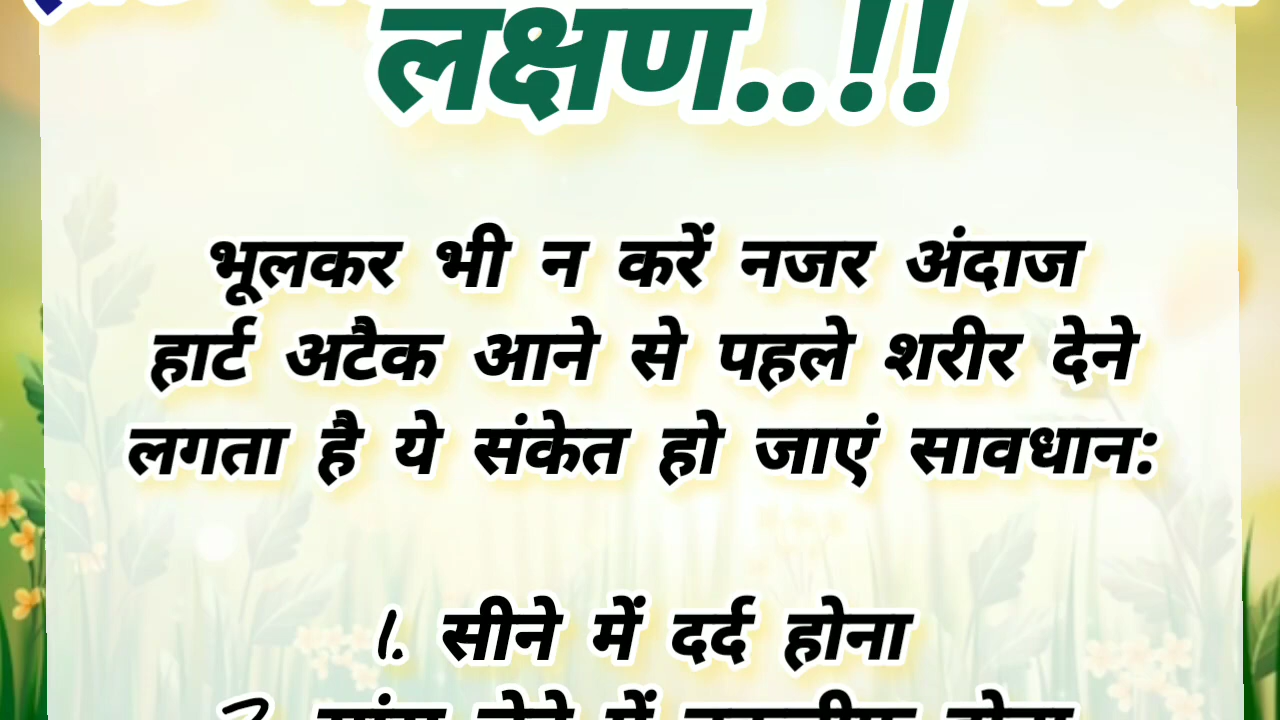 लक्षण..!!
भूलकर भी न करें नजर अंदाज
हार्ट अटैक आने से पहले शरीर देने
लगता है ये संकेत हो जाएं सावधान:
1. सीने में दर्द होना